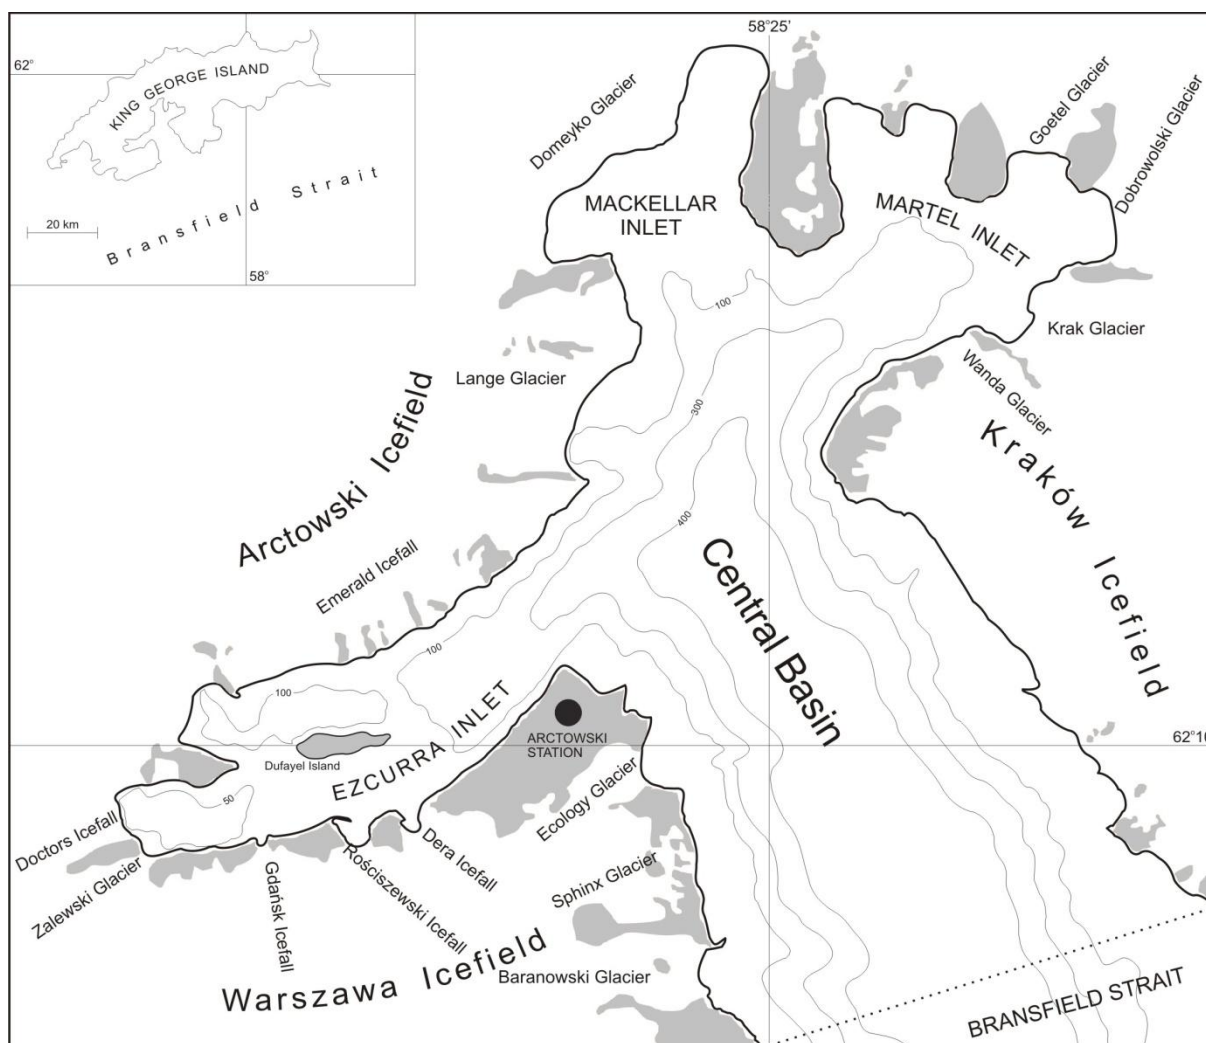 58°25'
62°
KING GEORGE ISLAND
20 km
Bransfield Strait
58°
Domeyko Glacier
Goetel Glacier
Dobrowolski Glacier
MACKELLAR
INLET
MARTEL INLET
100
Krak Glacier
Wanda Glacier
Lange Glacier
300
Arctowski Icefield
Kraków Icefield
400
Central Basin
Emerald Icefall
100
100
EZCURRA INLET
ARCTOWSKI
STATION
Dufayel Island
50
Ecology Glacier
Doctors Icefall
Zalewski Glacier
Gdańsk Icefall
Rościszewski Icefall
Dera Icefall
Sphinx Glacier
Warszawa Icefield
Baranowski Glacier
BRANSFIELD STRAIT